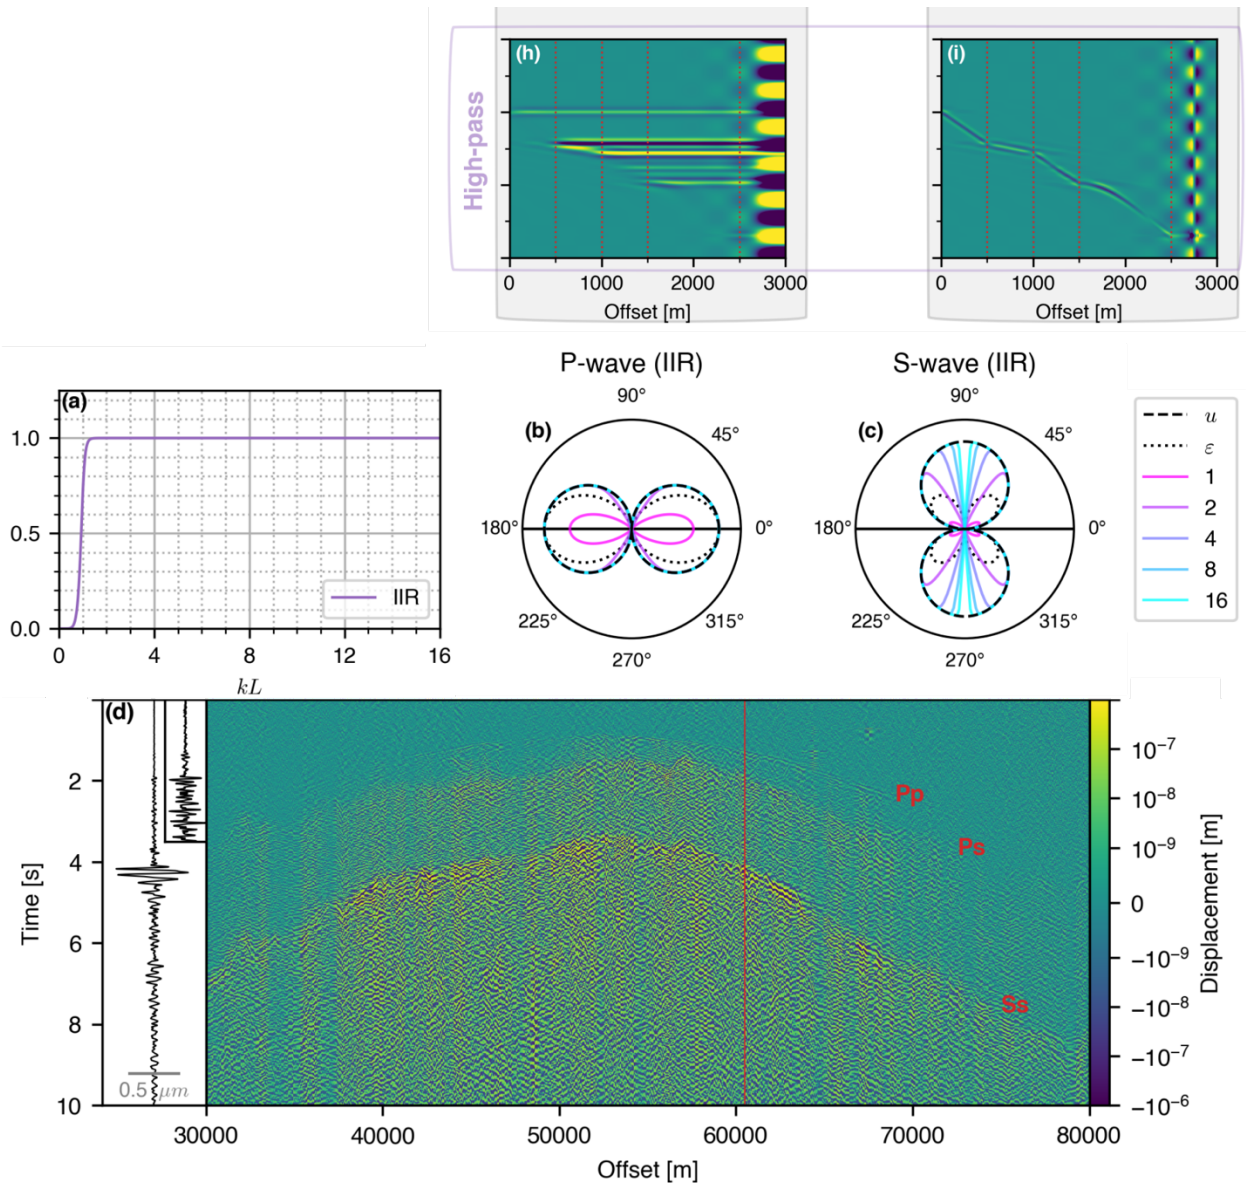 High-pass
(h)
0 1000 2000 3000
Offset [m]
(i)
0 1000 2000 3000
Offset [m]
(a)
1.0
0.5
0.0
IIR
0 4 8 12 16
kL
P-wave (IIR)
(b)
90°
45°
0°
315°
270°
225°
180°
S-wave (IIR)
(c)
90°
45°
0°
315°
270°
225°
180°
u
ε
1
2
4
8
16
(d)
Time [s]
2
4
6
8
10
0.5 μm
Pp
Ps
Ss
30000 40000 50000 60000 70000 80000
Offset [m]
10⁻⁷
10⁻⁸
10⁻⁹
0
−10⁻⁹
−10⁻⁸
−10⁻⁷
−10⁻⁶
Displacement [m]